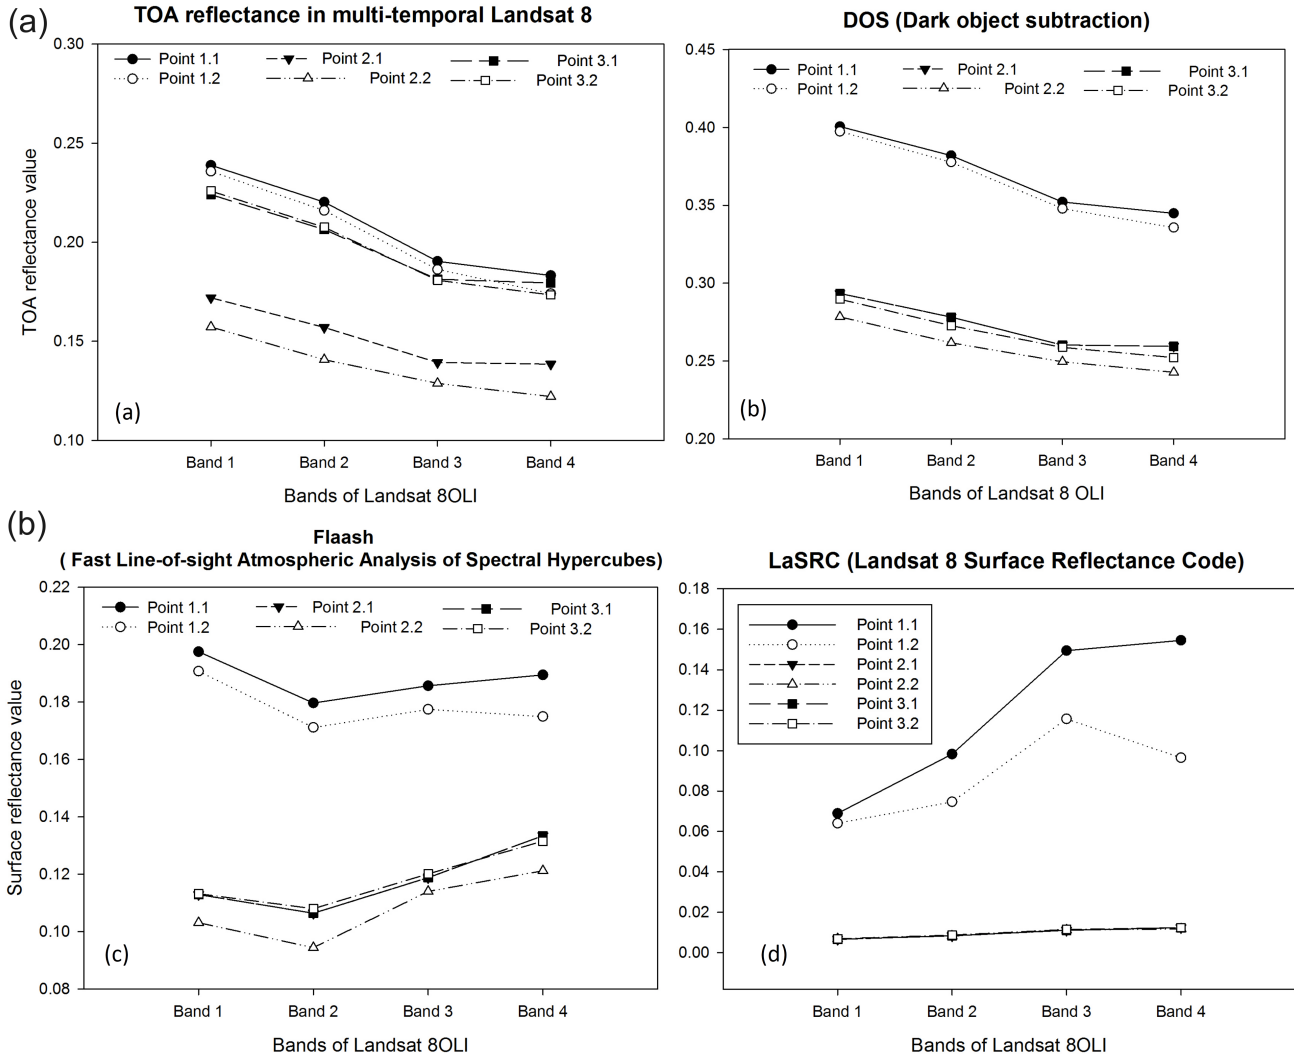 (a)
TOA reflectance in multi-temporal Landsat 8
0.30
0.25
0.20
0.15
0.10
TOA reflectance value
Point 1.1
Point 2.1
Point 3.1
Point 1.2
Point 2.2
Point 3.2
(a)
Band 1 Band 2 Band 3 Band 4
Bands of Landsat 8OLI
DOS (Dark object subtraction)
0.45
0.40
0.35
0.30
0.25
0.20
Point 1.1
Point 2.1
Point 3.1
Point 1.2
Point 2.2
Point 3.2
(b)
Band 1 Band 2 Band 3 Band 4
Bands of Landsat 8 OLI
(b)
Flaash
( Fast Line-of-sight Atmospheric Analysis of Spectral Hypercubes)
0.22
0.20
0.18
0.16
0.14
0.12
0.10
0.08
Surface reflectance value
Point 1.1
Point 2.1
Point 3.1
Point 1.2
Point 2.2
Point 3.2
(c)
Band 1 Band 2 Band 3 Band 4
Bands of Landsat 8OLI
LaSRC (Landsat 8 Surface Reflectance Code)
0.18
0.16
0.14
0.12
0.10
0.08
0.06
0.04
0.02
0.00
Point 1.1
Point 1.2
Point 2.1
Point 2.2
Point 3.1
Point 3.2
(d)
Band 1 Band 2 Band 3 Band 4
Bands of Landsat 8OLI